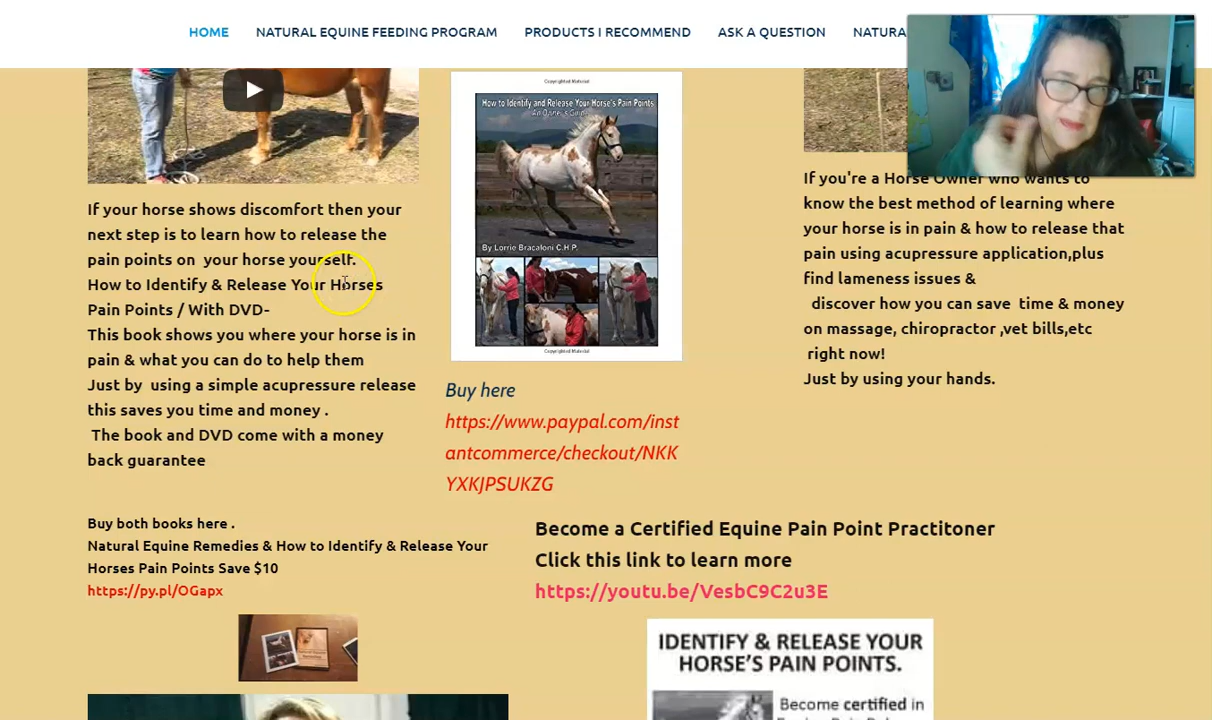 HOME NATURAL EQUINE FEEDING PROGRAM PRODUCTS I RECOMMEND ASK A QUESTION
If your horse shows discomfort then your
next step is to learn how to release the
pain points on your horse yourself.
How to Identify & Release Your Horses
Pain Points / With DVD-
This book shows you where your horse is in
pain & what you can do to help them
Just by using a simple acupressure release
this saves you time and money .
The book and DVD come with a money
back guarantee
Copyrighted Material
How to Identify and Release Your Horse's Pain Points
An Owner's Guide
By Lorrie Bracaloni C.H.P.
Copyrighted Material
Buy here
https://www.paypal.com/inst
antcommerce/checkout/NKK
YXKJPSUKZG
If you're a Horse Owner who wants to
know the best method of learning where
your horse is in pain & how to release that
pain using acupressure application,plus
find lameness issues &
discover how you can save time & money
on massage, chiropractor ,vet bills,etc
right now!
Just by using your hands.
Buy both books here .
Natural Equine Remedies & How to Identify & Release Your
Horses Pain Points Save $10
https://py.pl/OGapx
Become a Certified Equine Pain Point Practitoner
Click this link to learn more
https://youtu.be/VesbC9C2u3E
IDENTIFY & RELEASE YOUR
HORSE'S PAIN POINTS.
Become certified in